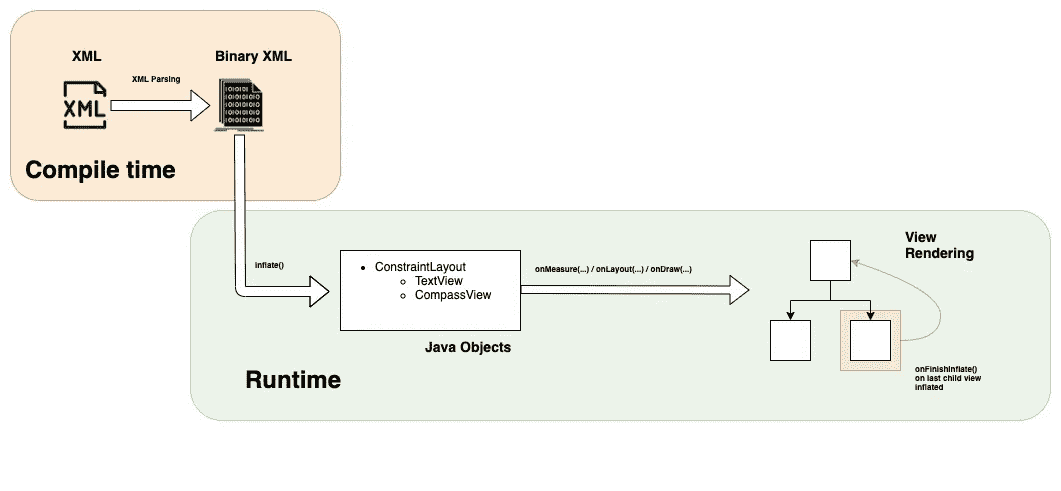 XML
Binary XML
XML Parsing
XML
Compile time
inflate()
ConstraintLayout
TextView
CompassView
Java Objects
onMeasure(...) / onLayout(...) / onDraw(...)
View
Rendering
onFinishInflate()
on last child view
inflated
Runtime